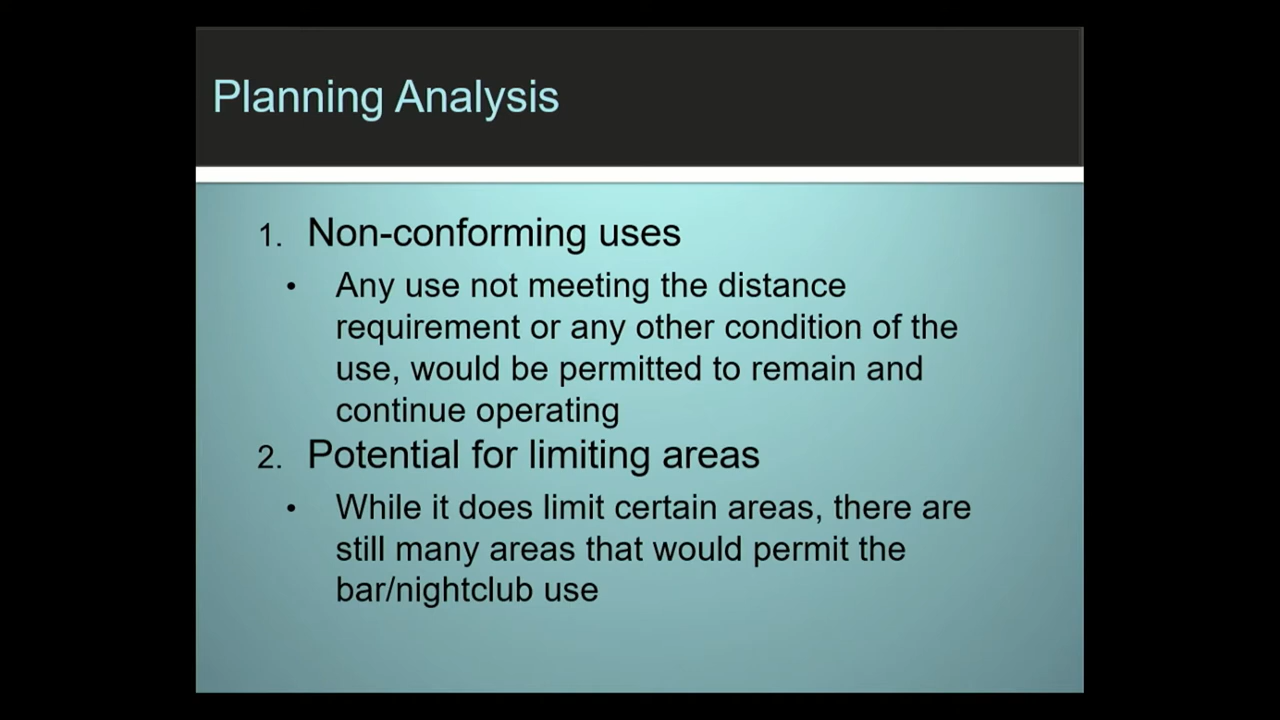 Planning Analysis
1. Non-conforming uses
• Any use not meeting the distance
requirement or any other condition of the
use, would be permitted to remain and
continue operating
2. Potential for limiting areas
• While it does limit certain areas, there are
still many areas that would permit the
bar/nightclub use